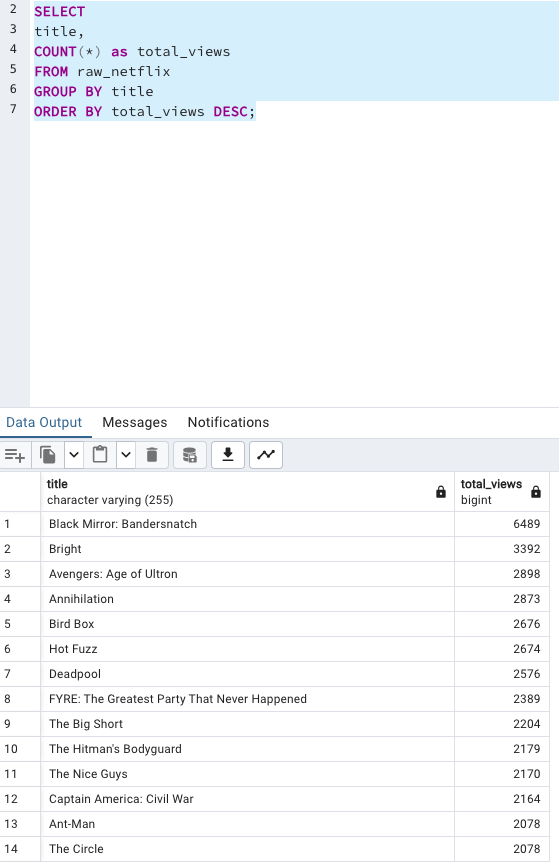 2 SELECT
3 title,
4 COUNT(*) as total_views
5 FROM raw_netflix
6 GROUP BY title
7 ORDER BY total_views DESC;
Data Output Messages Notifications
title total_views
character varying (255) bigint
1 Black Mirror: Bandersnatch 6489
2 Bright 3392
3 Avengers: Age of Ultron 2898
4 Annihilation 2873
5 Bird Box 2676
6 Hot Fuzz 2674
7 Deadpool 2576
8 FYRE: The Greatest Party That Never Happened 2389
9 The Big Short 2204
10 The Hitman's Bodyguard 2179
11 The Nice Guys 2170
12 Captain America: Civil War 2164
13 Ant-Man 2078
14 The Circle 2078